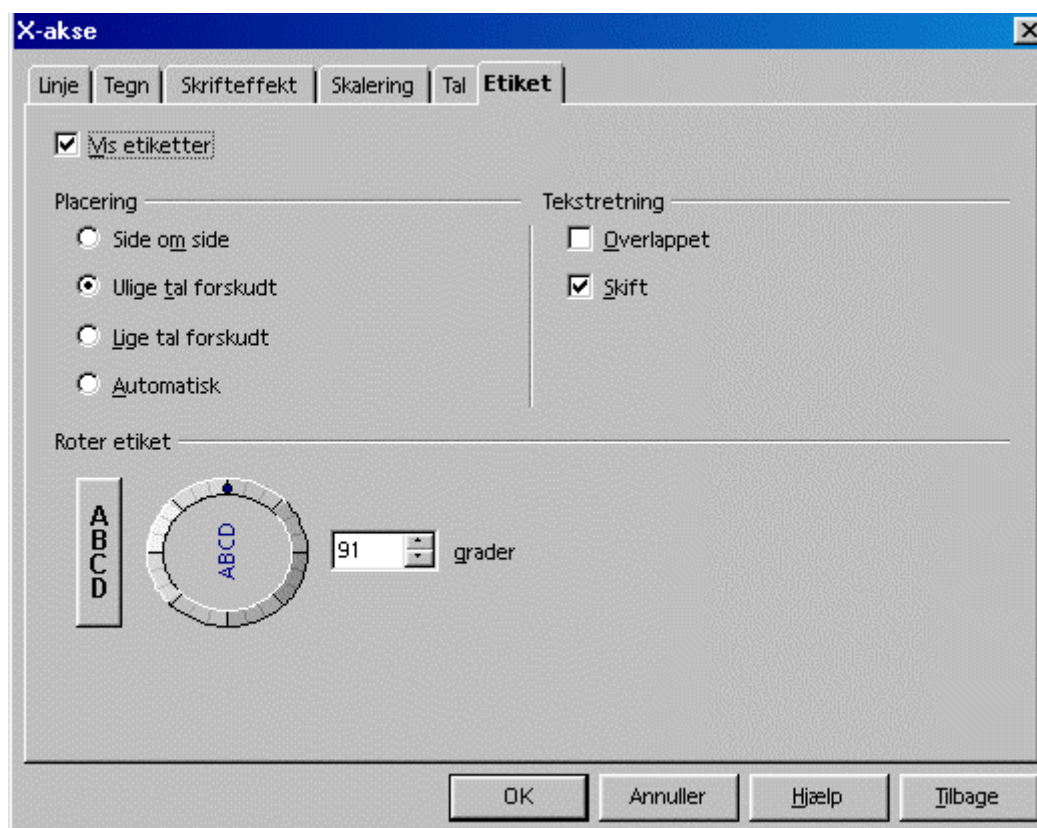 X-akse
Linje Tegn Skrifteffekt Skalering Tal Etiket
Vis etiketter
Placering Tekstretning
Side om side Overlappet
Ulige tal forskudt Skift
Lige tal forskudt
Automatisk
Roter etiket
ABCD ABCD 91 grader
OK Annuller Hjælp Tilbage